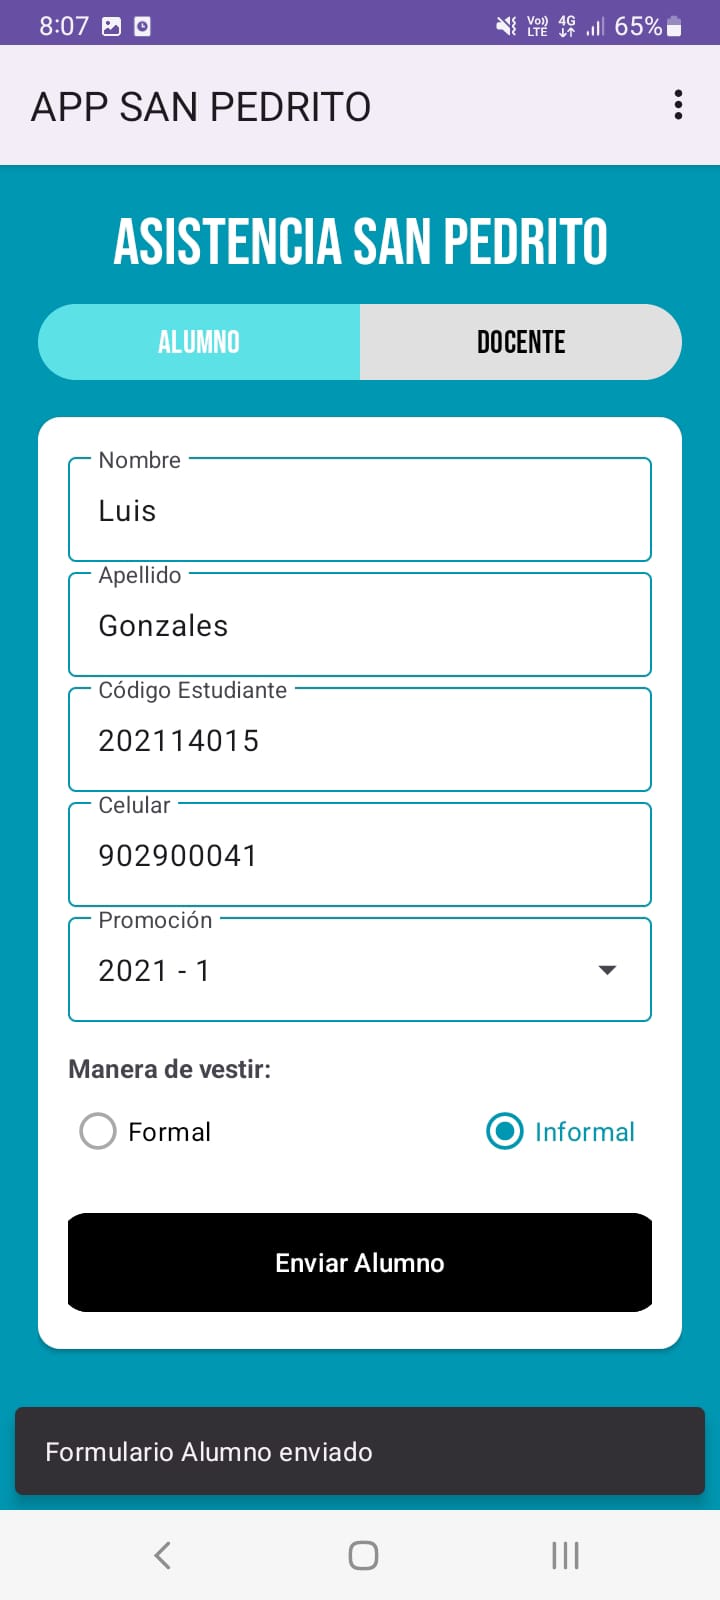 8:07 Vo)) LTE 4G 65%
APP SAN PEDRITO
ASISTENCIA SAN PEDRITO
ALUMNO DOCENTE
Nombre
Luis
Apellido
Gonzales
Código Estudiante
202114015
Celular
902900041
Promoción
2021 - 1
Manera de vestir:
Formal Informal
Enviar Alumno
Formulario Alumno enviado